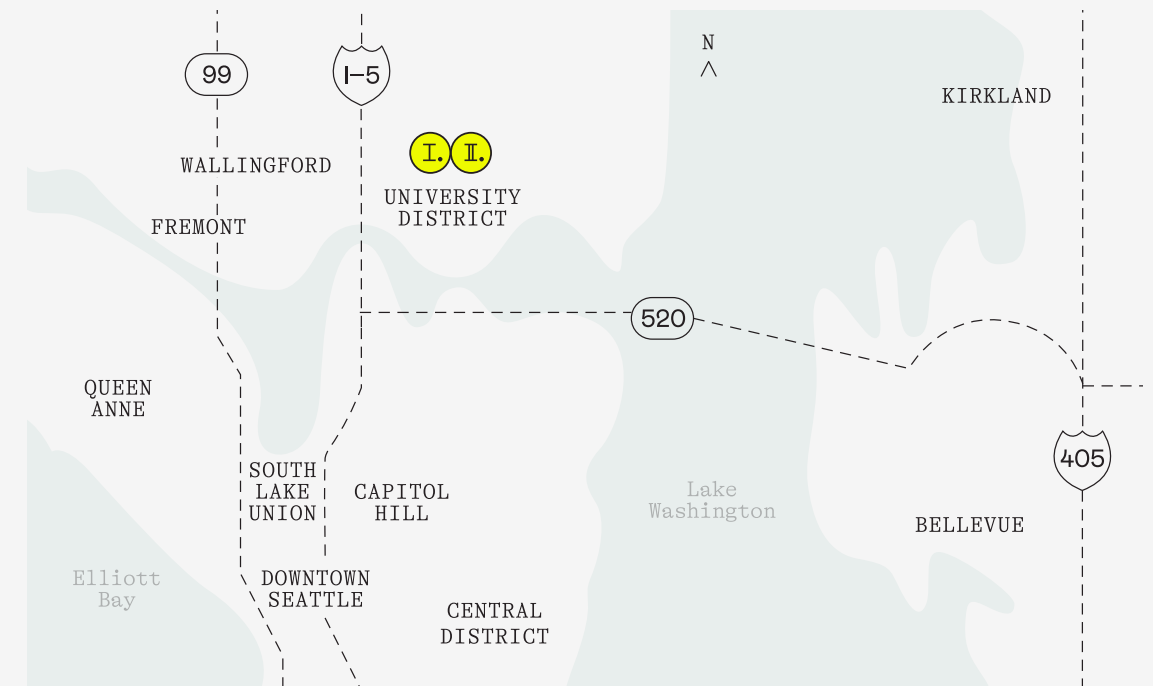 N
99
I–5
KIRKLAND
I.
II.
WALLINGFORD
UNIVERSITY
DISTRICT
FREMONT
520
QUEEN
ANNE
405
SOUTH
LAKE
UNION
CAPITOL
HILL
Lake
Washington
BELLEVUE
Elliott
Bay
DOWNTOWN
SEATTLE
CENTRAL
DISTRICT